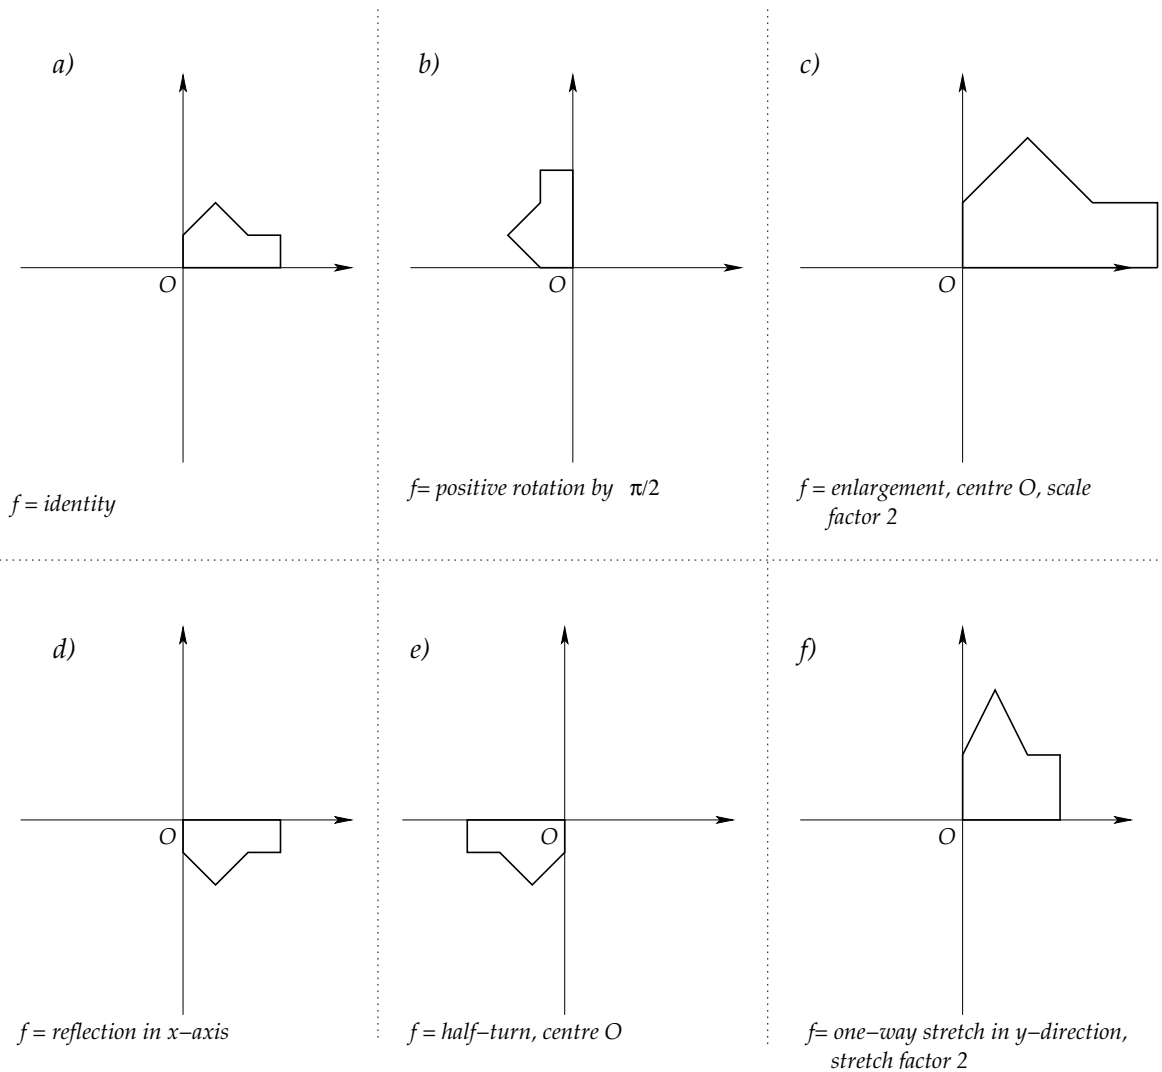 a)
O
f = identity
b)
O
f= positive rotation by π/2
c)
O
f = enlargement, centre O, scale
factor 2
d)
O
f = reflection in x−axis
e)
O
f = half−turn, centre O
f)
O
f= one−way stretch in y−direction,
stretch factor 2